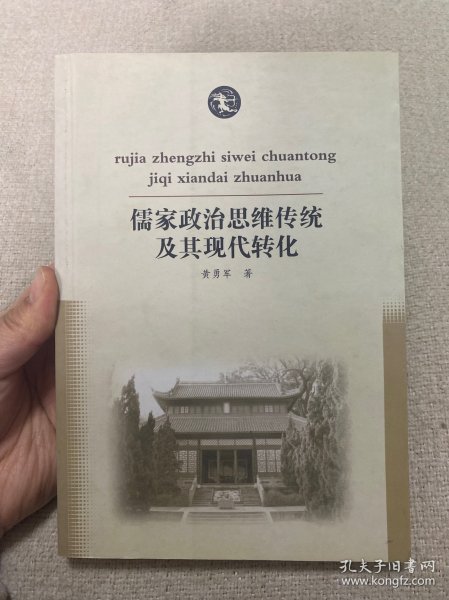 rujia zhengzhi siwei chuantong
jiqi xiandai zhuanhua
儒家政治思维传统
及其现代转化
黄勇军 著
孔夫子旧书网
www.kongfz.com